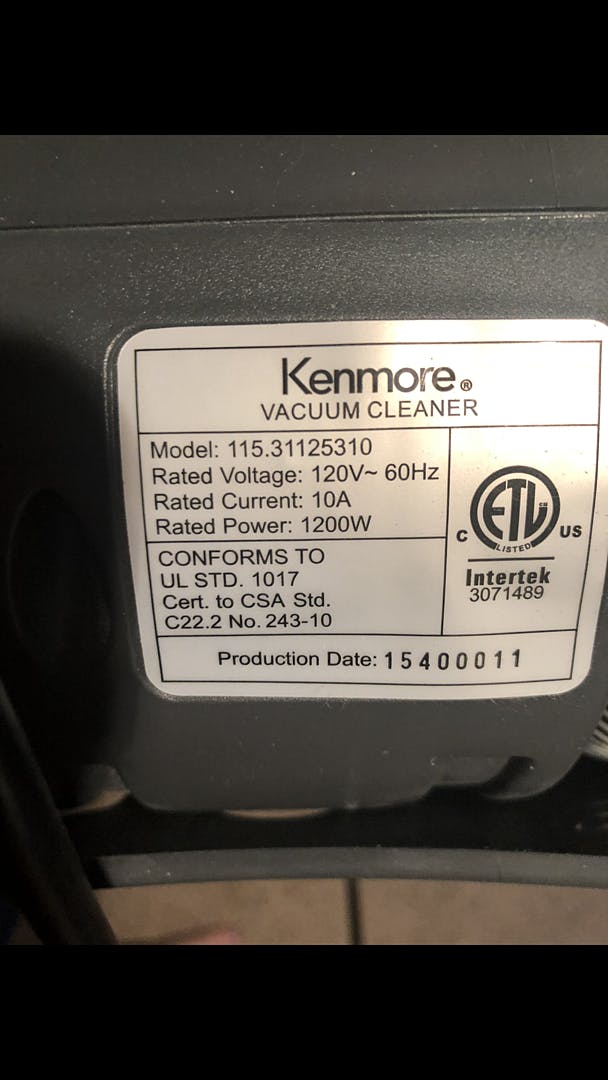 Kenmore®
VACUUM CLEANER
Model: 115.31125310
Rated Voltage: 120V~ 60Hz
Rated Current: 10A
Rated Power: 1200W
CONFORMS TO
UL STD. 1017
Cert. to CSA Std.
C22.2 No. 243-10
ETL CM
LISTED
C US
Intertek
3071489
Production Date: 15400011